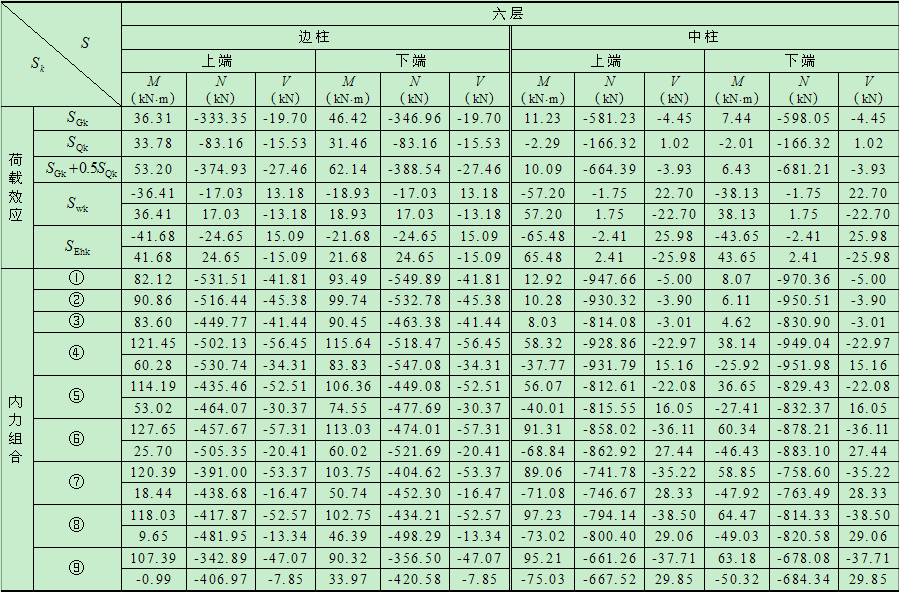 S
S_k
六层
边柱 中柱
上端 下端 上端 下端
M N V M N V M N V M N V
(kN·m) (kN) (kN) (kN·m) (kN) (kN) (kN·m) (kN) (kN) (kN·m) (kN) (kN)
荷载效应
S_Gk 36.31 -333.35 -19.70 46.42 -346.96 -19.70 11.23 -581.23 -4.45 7.44 -598.05 -4.45
S_Qk 33.78 -83.16 -15.53 31.46 -83.16 -15.53 -2.29 -166.32 1.02 -2.01 -166.32 1.02
S_Gk+0.5S_Qk 53.20 -374.93 -27.46 62.14 -388.54 -27.46 10.09 -664.39 -3.93 6.43 -681.21 -3.93
S_wk -36.41 -17.03 13.18 -18.93 -17.03 13.18 -57.20 -1.75 22.70 -38.13 -1.75 22.70
36.41 17.03 -13.18 18.93 17.03 -13.18 57.20 1.75 -22.70 38.13 1.75 -22.70
S_Ehk -41.68 -24.65 15.09 -21.68 -24.65 15.09 -65.48 -2.41 25.98 -43.65 -2.41 25.98
41.68 24.65 -15.09 21.68 24.65 -15.09 65.48 2.41 -25.98 43.65 2.41 -25.98
内力组合
① 82.12 -531.51 -41.81 93.49 -549.89 -41.81 12.92 -947.66 -5.00 8.07 -970.36 -5.00
② 90.86 -516.44 -45.38 99.74 -532.78 -45.38 10.28 -930.32 -3.90 6.11 -950.51 -3.90
③ 83.60 -449.77 -41.44 90.45 -463.38 -41.44 8.03 -814.08 -3.01 4.62 -830.90 -3.01
④ 121.45 -502.13 -56.45 115.64 -518.47 -56.45 58.32 -928.86 -22.97 38.14 -949.04 -22.97
60.28 -530.74 -34.31 83.83 -547.08 -34.31 -37.77 -931.79 15.16 -25.92 -951.98 15.16
⑤ 114.19 -435.46 -52.51 106.36 -449.08 -52.51 56.07 -812.61 -22.08 36.65 -829.43 -22.08
53.02 -464.07 -30.37 74.55 -477.69 -30.37 -40.01 -815.55 16.05 -27.41 -832.37 16.05
⑥ 127.65 -457.67 -57.31 113.03 -474.01 -57.31 91.31 -858.02 -36.11 60.34 -878.21 -36.11
25.70 -505.35 -20.41 60.02 -521.69 -20.41 -68.84 -862.92 27.44 -46.43 -883.10 27.44
⑦ 120.39 -391.00 -53.37 103.75 -404.62 -53.37 89.06 -741.78 -35.22 58.85 -758.60 -35.22
18.44 -438.68 -16.47 50.74 -452.30 -16.47 -71.08 -746.67 28.33 -47.92 -763.49 28.33
⑧ 118.03 -417.87 -52.57 102.75 -434.21 -52.57 97.23 -794.14 -38.50 64.47 -814.33 -38.50
9.65 -481.95 -13.34 46.39 -498.29 -13.34 -73.02 -800.40 29.06 -49.03 -820.58 29.06
⑨ 107.39 -342.89 -47.07 90.32 -356.50 -47.07 95.21 -661.26 -37.71 63.18 -678.08 -37.71
-0.99 -406.97 -7.85 33.97 -420.58 -7.85 -75.03 -667.52 29.85 -50.32 -684.34 29.85